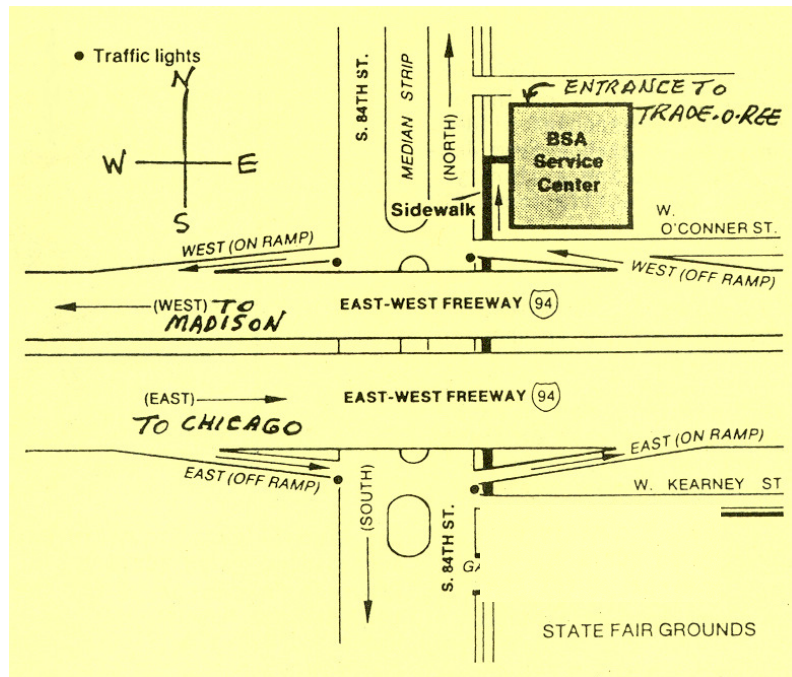 Traffic lights
N
W E
S
S. 84TH ST.
MEDIAN STRIP
(NORTH)
ENTRANCE TO
TRADE-O-REE
BSA
Service
Center
Sidewalk
W.
O'CONNER ST.
WEST (ON RAMP)
WEST (OFF RAMP)
(WEST) TO
MADISON
EAST-WEST FREEWAY 94
(EAST)
TO CHICAGO
EAST-WEST FREEWAY 94
EAST (OFF RAMP)
EAST (ON RAMP)
W. KEARNEY ST
(SOUTH)
S. 84TH ST.
STATE FAIR GROUNDS